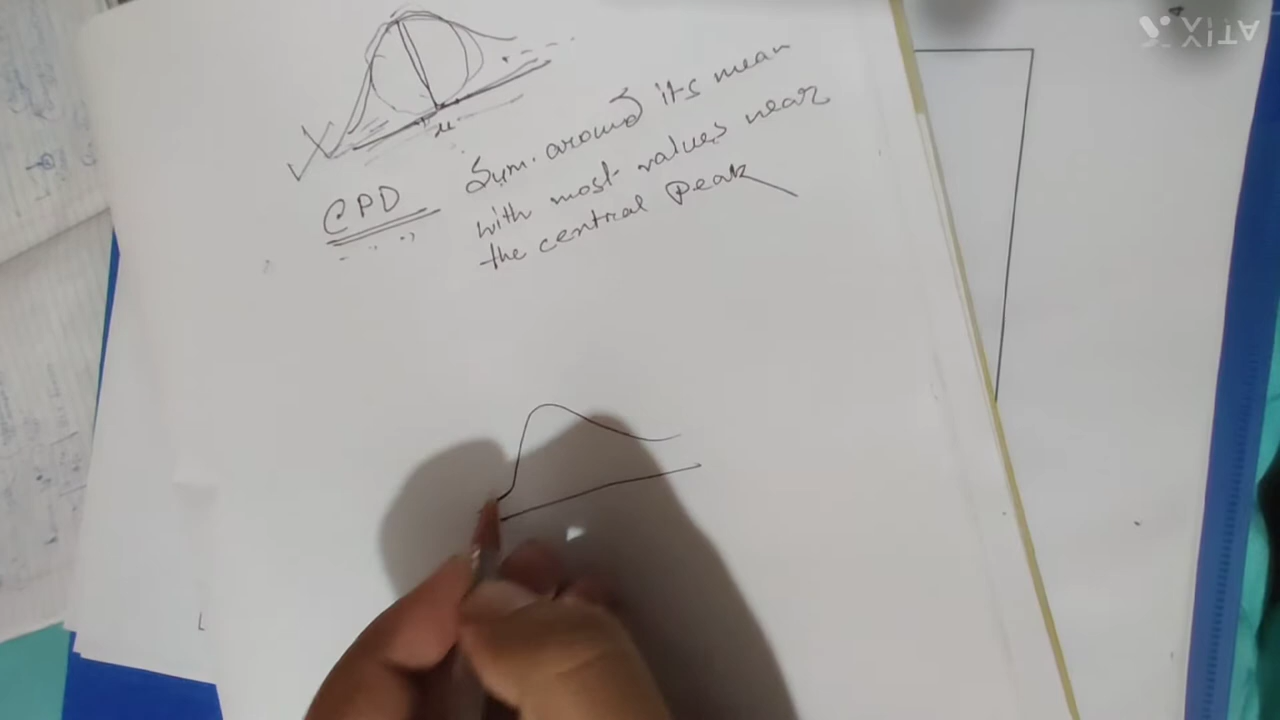 μ
CPD
Sym. around its mean
with most values near
the central Peak